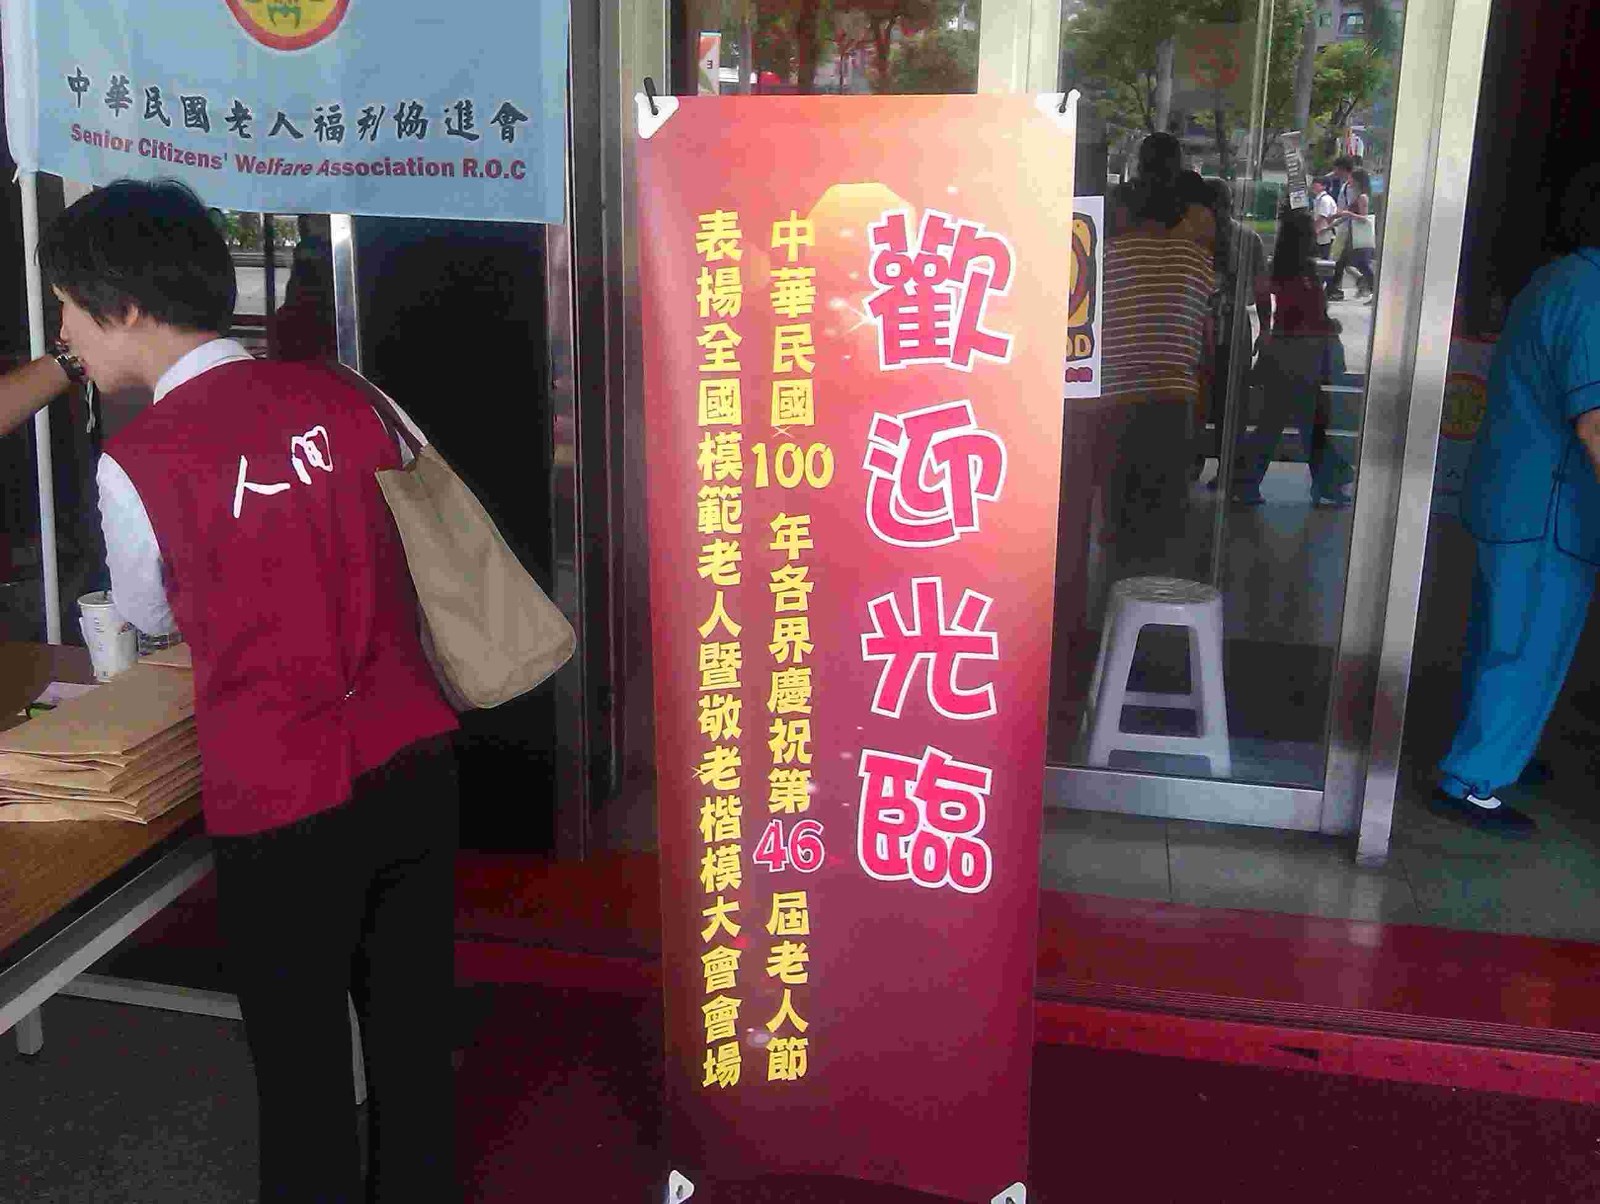 中華民國老人福利協進會
Senior Citizens' Welfare Association R.O.C
人間
歡迎光臨
中華民國100年各界慶祝第46屆老人節
表揚全國模範老人暨敬老楷模大會會場